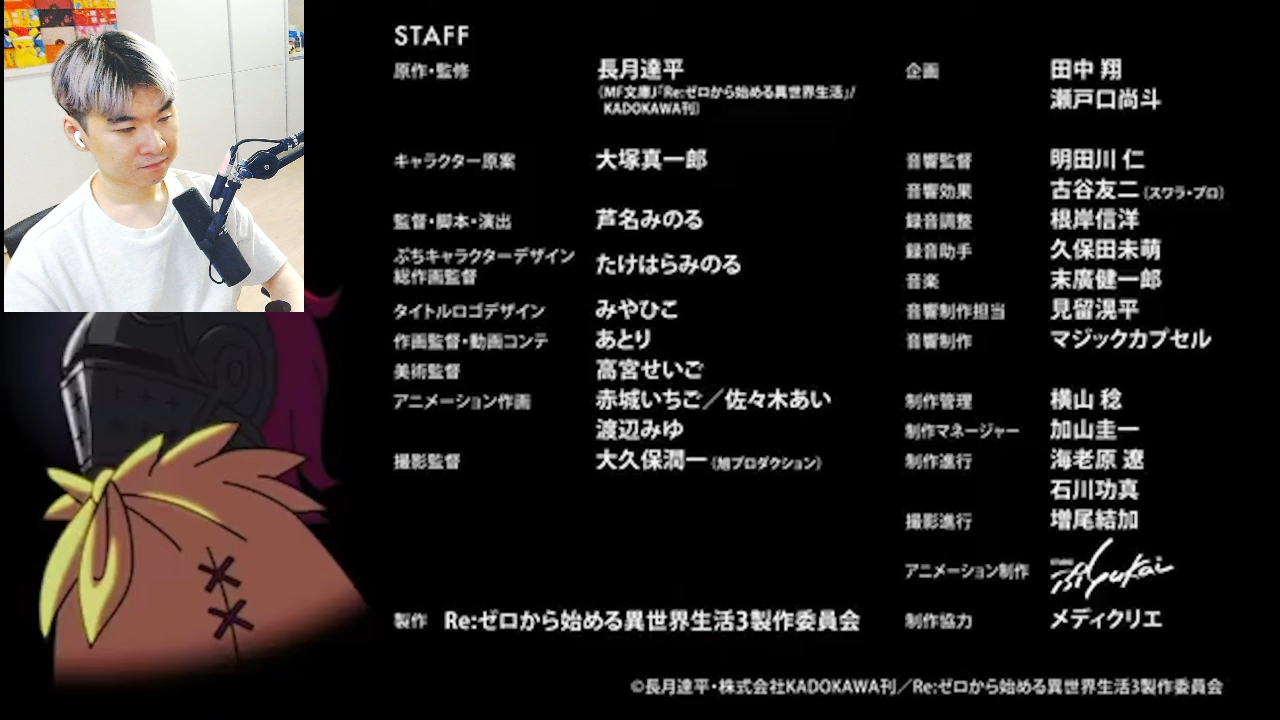 STAFF
原作・監修 長月達平
(MF文庫J『Re:ゼロから始める異世界生活』/
KADOKAWA刊)
キャラクター原案 大塚真一郎
監督・脚本・演出 芦名みのる
ぷちキャラクターデザイン
総作画監督 たけはらみのる
タイトルロゴデザイン みやひこ
作画監督・動画コンテ あとり
美術監督 高宮せいご
アニメーション作画 赤城いちご／佐々木あい
渡辺みゆ
撮影監督 大久保潤一(旭プロダクション)
企画 田中 翔
瀬戸口尚斗
音響監督 明田川 仁
音響効果 古谷友二(スワラ・プロ)
録音調整 根岸信洋
録音助手 久保田未萌
音楽 末廣健一郎
音響制作担当 見留滉平
音響制作 マジックカプセル
制作管理 横山 稔
制作マネージャー 加山圭一
制作進行 海老原 遼
石川功真
撮影進行 増尾結加
アニメーション制作 ぷYUKAI
制作協力 メディクリエ
製作 Re:ゼロから始める異世界生活3製作委員会
©長月達平・株式会社KADOKAWA刊／Re:ゼロから始める異世界生活3製作委員会